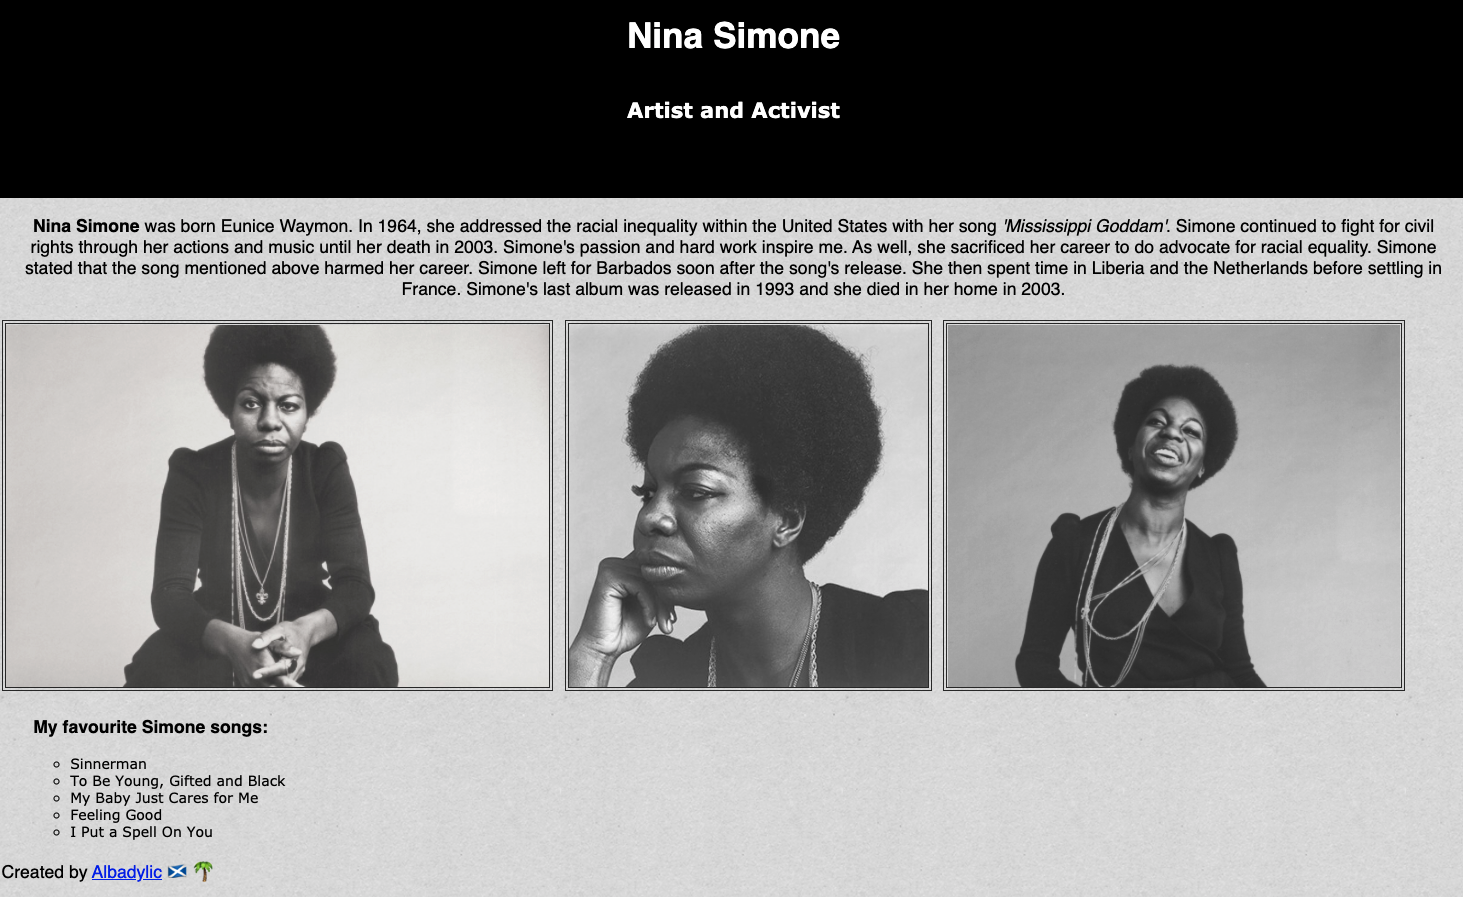 Nina Simone
Artist and Activist
Nina Simone was born Eunice Waymon. In 1964, she addressed the racial inequality within the United States with her song 'Mississippi Goddam'. Simone continued to fight for civil
rights through her actions and music until her death in 2003. Simone's passion and hard work inspire me. As well, she sacrificed her career to do advocate for racial equality. Simone
stated that the song mentioned above harmed her career. Simone left for Barbados soon after the song's release. She then spent time in Liberia and the Netherlands before settling in
France. Simone's last album was released in 1993 and she died in her home in 2003.
My favourite Simone songs:
Sinnerman
To Be Young, Gifted and Black
My Baby Just Cares for Me
Feeling Good
I Put a Spell On You
Created by Albadylic 🏴󠁧󠁢󠁳󠁣󠁴󠁿 🌴